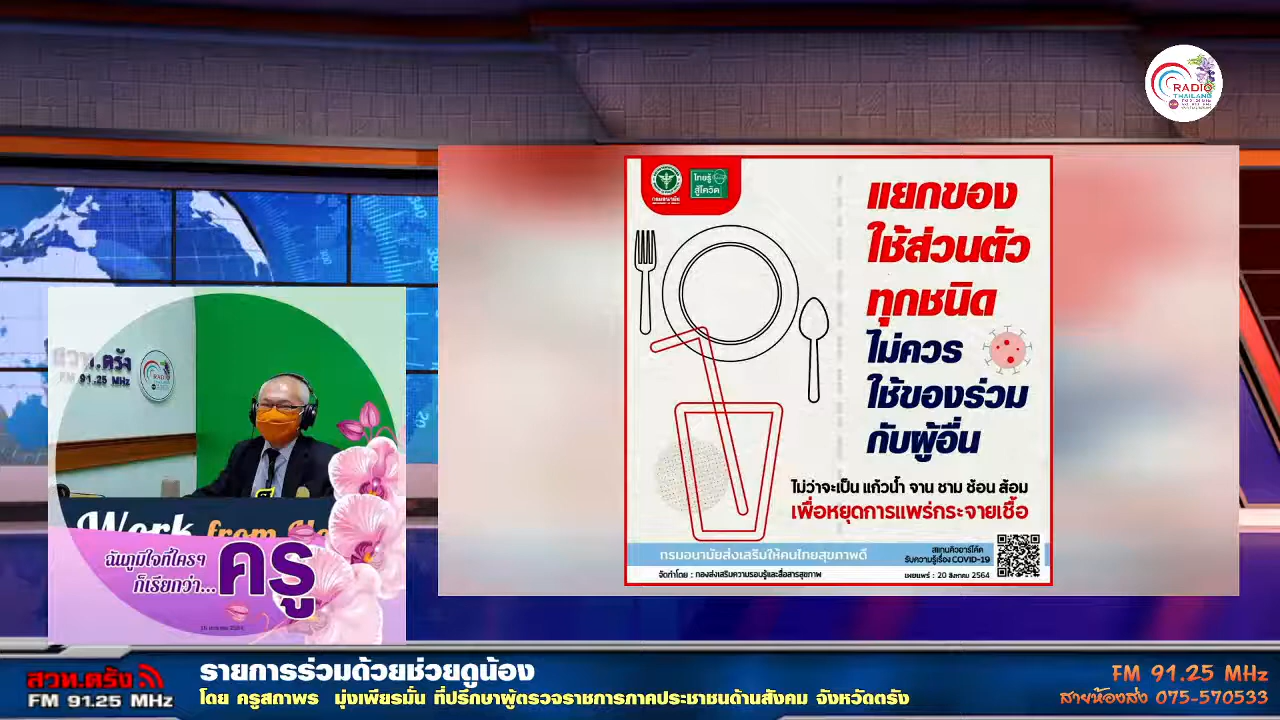 RADIO
THAILAND
กรมอนามัย
ไทยรู้
สู้โควิด
แยกของ
ใช้ส่วนตัว
ทุกชนิด
ไม่ควร
ใช้ของร่วม
กับผู้อื่น
ไม่ว่าจะเป็น แก้วน้ำ จาน ชาม ช้อน ส้อม
เพื่อหยุดการแพร่กระจายเชื้อ
กรมอนามัยส่งเสริมให้คนไทยสุขภาพดี
สแกนคิวอาร์โค้ด
รับความรู้เรื่อง COVID-19
จัดทำโดย : กองส่งเสริมความรอบรู้และสื่อสารสุขภาพ
เผยแพร่ : 20 สิงหาคม 2564
สวท.ตรัง
FM 91.25 MHz
RADIO
Work from
ฉันภูมิใจที่ใครๆ
ก็เรียกว่า...
ครู
สวท.ตรัง
FM 91.25 MHz
รายการร่วมด้วยช่วยดูน้อง
โดย ครูสถาพร มุ่งเพียรมั่น ที่ปรึกษาผู้ตรวจราชการภาคประชาชนด้านสังคม จังหวัดตรัง
FM 91.25 MHz
สายห้องส่ง 075-570533